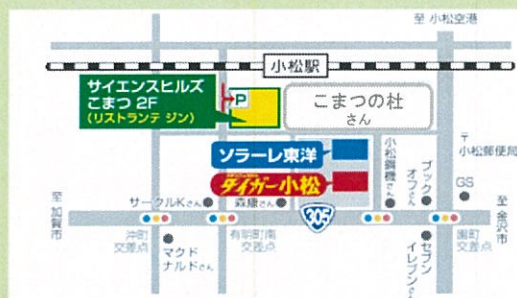 至 小松空港
小松駅
サイエンスヒルズ
こまつ 2F
(リストランテ ジン)
P
こまつの杜
さん
ソラーレ東洋
ダイガー小松
小松鋼機さん
ブック
オフさん
〒
小松郵便局
GS
至 加賀市
サークルKさん
森康さん
305
至 金沢市
沖町
交差点
マクド
ナルドさん
有明町南
交差点
セブン
イレブンさん
園町
交差点